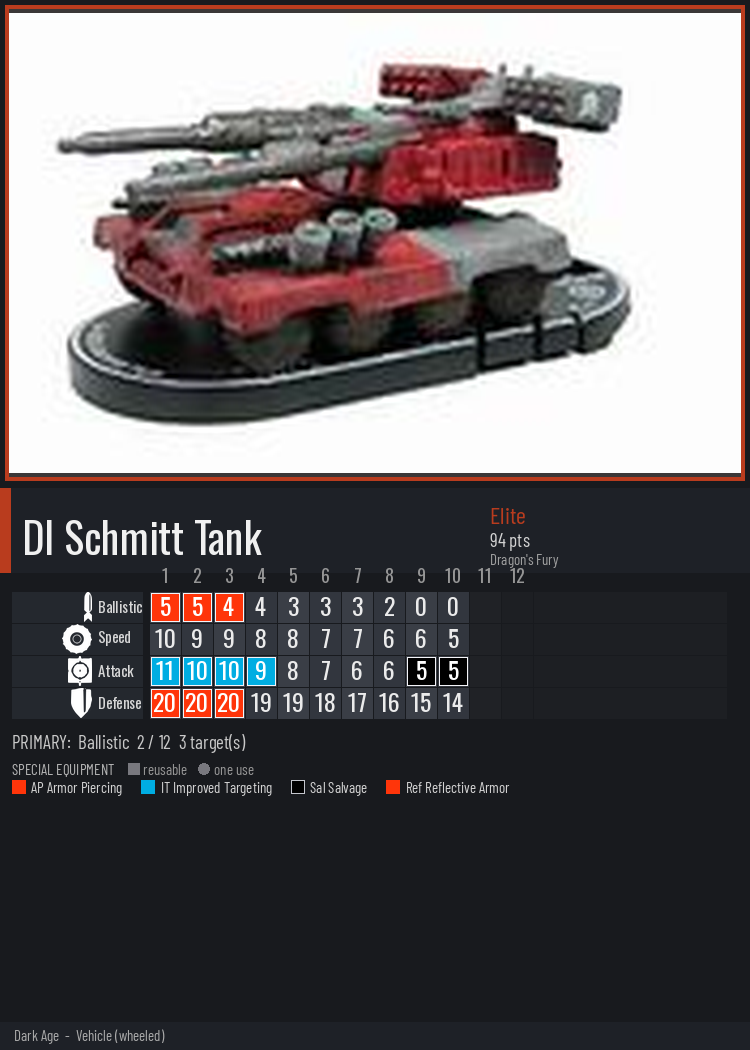 DI Schmitt Tank
Elite
94 pts
Dragon's Fury
1 2 3 4 5 6 7 8 9 10 11 12
Ballistic 5 5 4 4 3 3 3 2 0 0
Speed 10 9 9 8 8 7 7 6 6 5
Attack 11 10 10 9 8 7 6 6 5 5
Defense 20 20 20 19 19 18 17 16 15 14
PRIMARY: Ballistic 2 / 12 3 target(s)
SPECIAL EQUIPMENT reusable one use
AP Armor Piercing IT Improved Targeting Sal Salvage Ref Reflective Armor
Dark Age - Vehicle (wheeled)